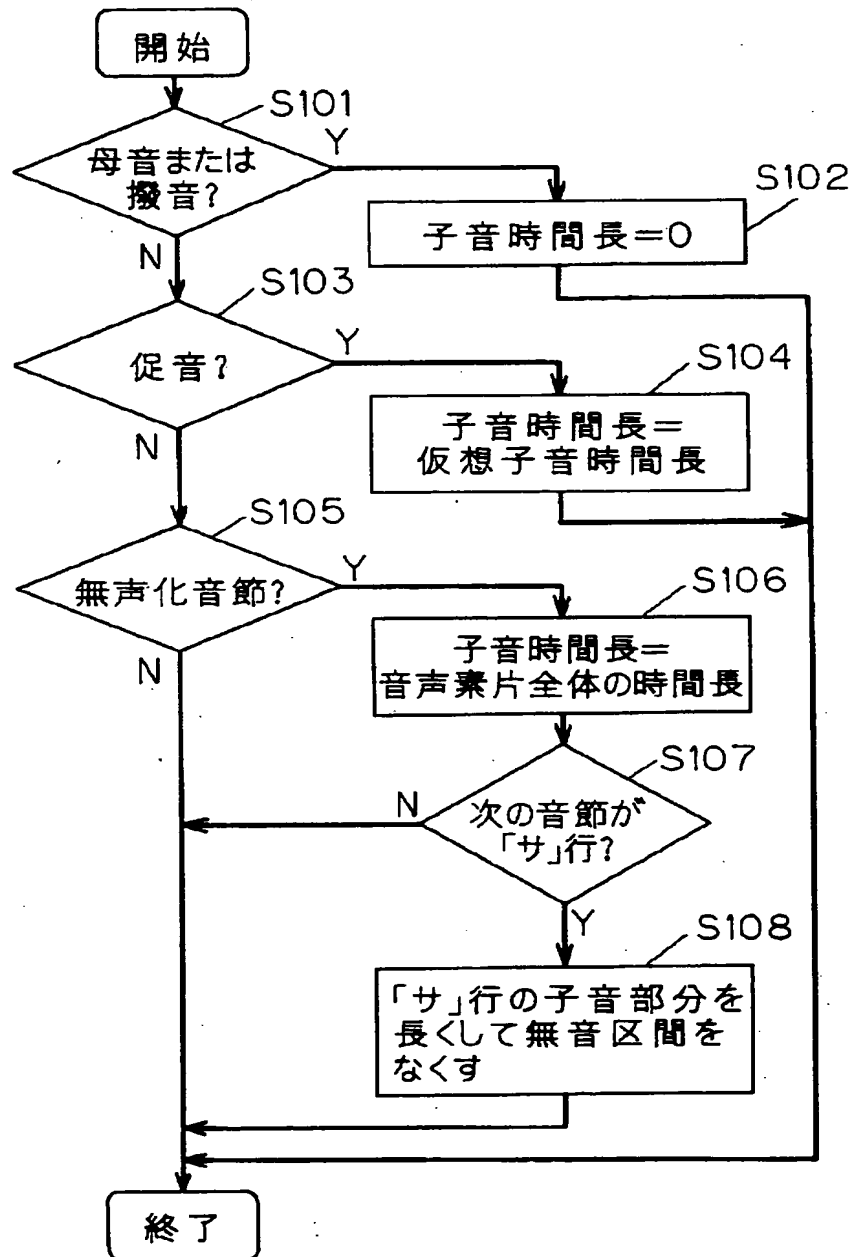 開始
S101
母音または
撥音?
Y
N
S102
子音時間長=0
S103
促音?
Y
N
S104
子音時間長=
仮想子音時間長
S105
無声化音節?
Y
N
S106
子音時間長=
音声素片全体の時間長
S107
次の音節が
「サ」行?
N
Y
S108
「サ」行の子音部分を
長くして無音区間を
なくす
終了